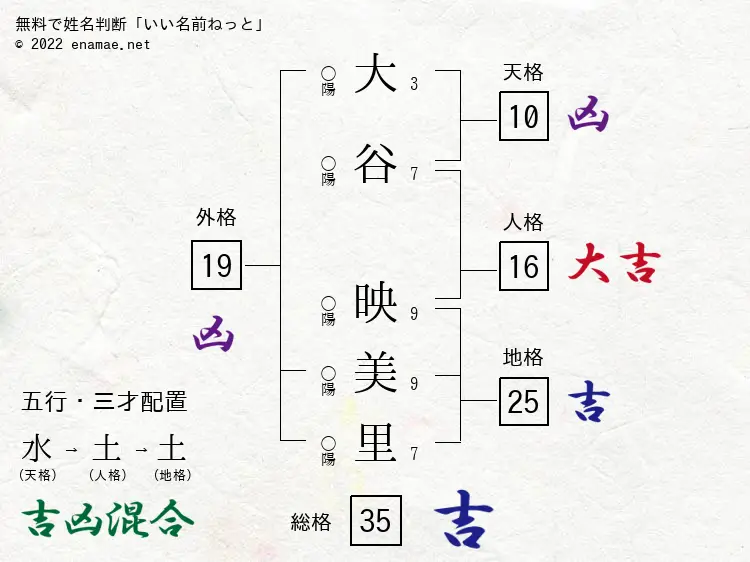 無料で姓名判断「いい名前ねっと」
© 2022 enamae.net
○陽 大 3
○陽 谷 7
○陽 映 9
○陽 美 9
○陽 里 7
天格
10 凶
人格
16 大吉
地格
25 吉
外格
19
凶
総格 35 吉
五行・三才配置
水 → 土 → 土
(天格) (人格) (地格)
吉凶混合